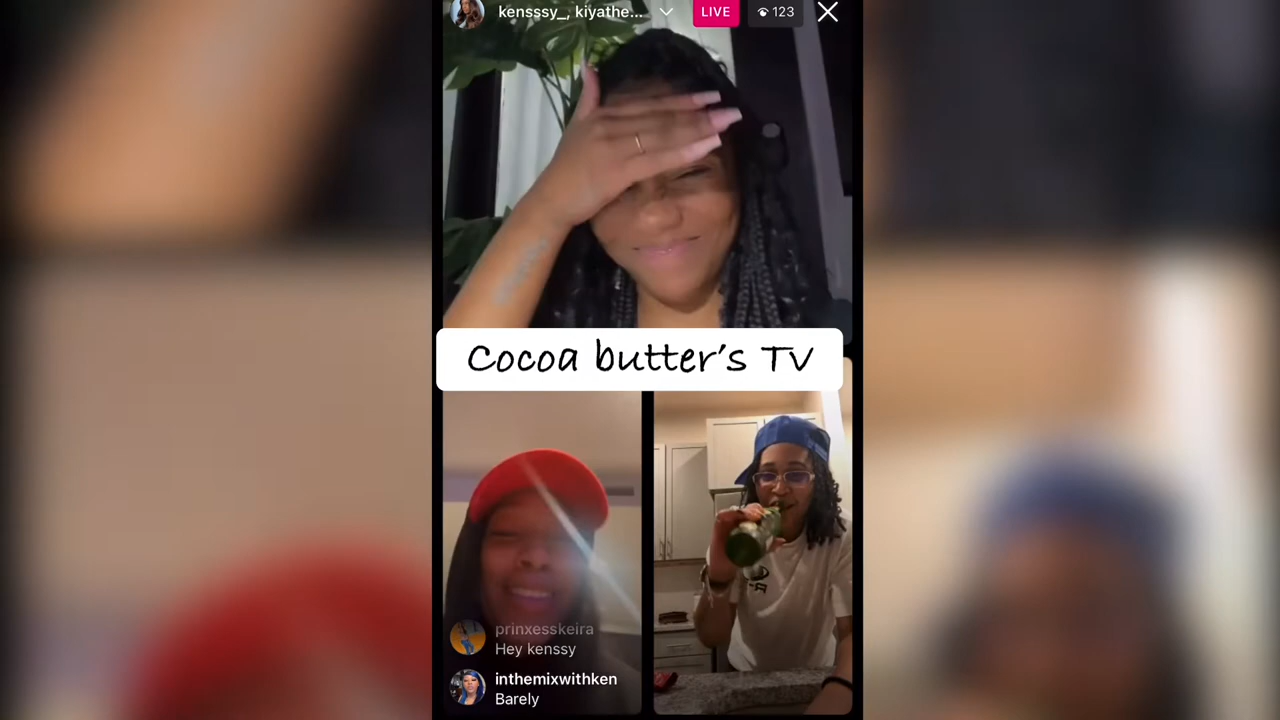 kensssy_, kiyathe...
LIVE
123
Cocoa butter's TV
prinxesskeira
Hey kenssy
inthemixwithken
Barely